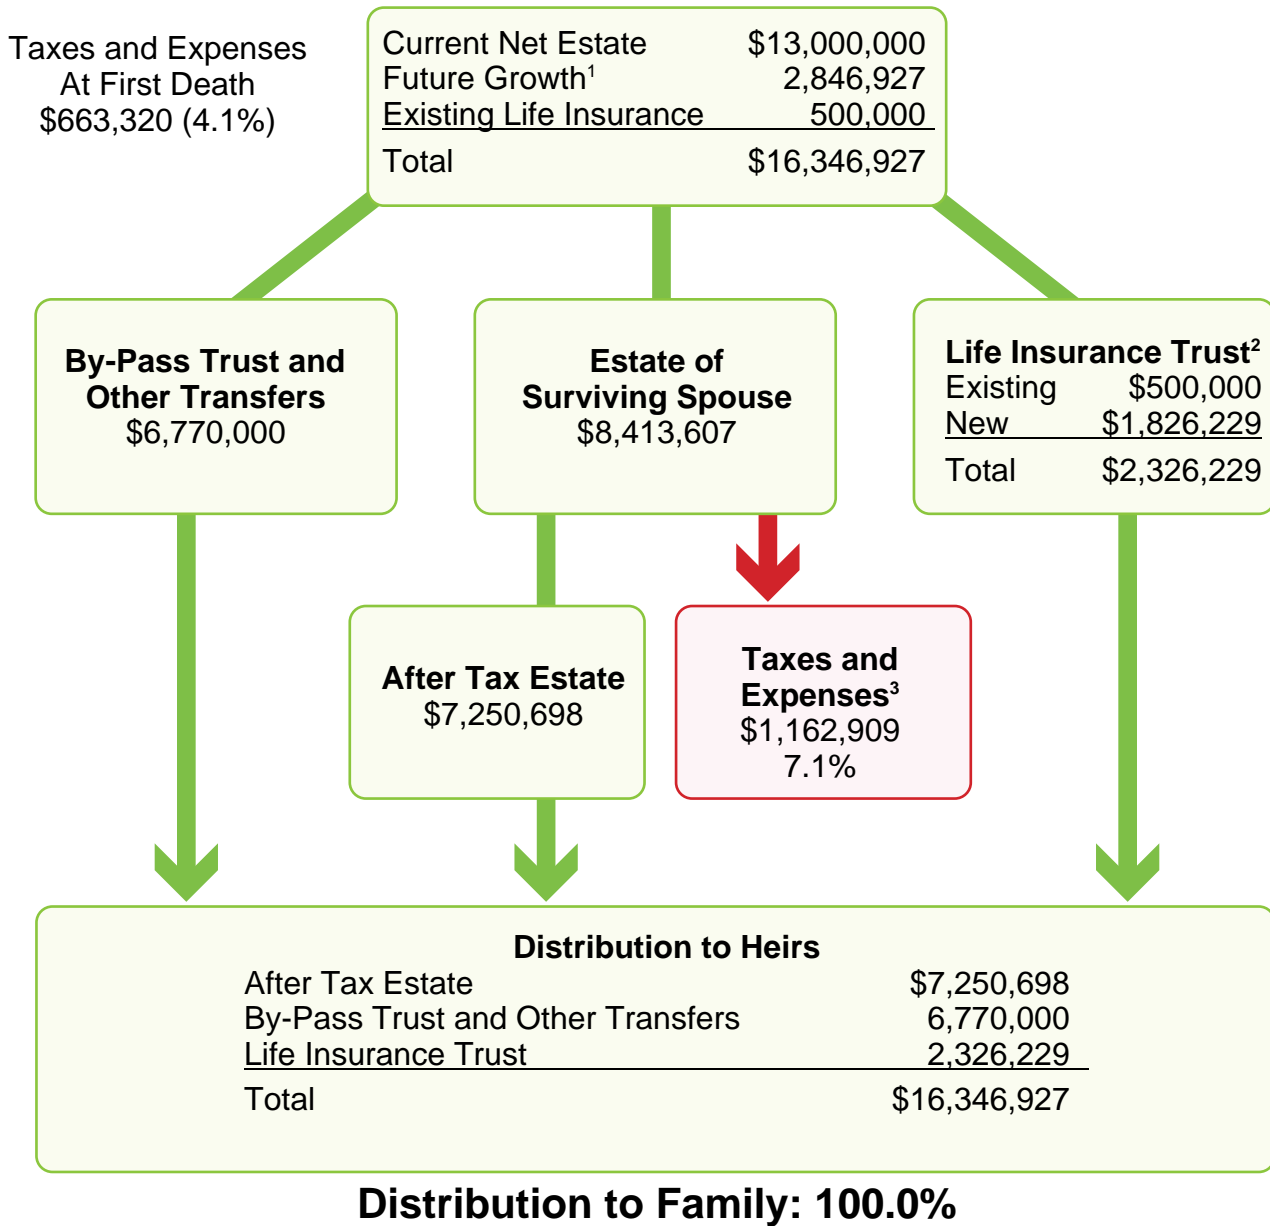 Taxes and Expenses
At First Death
$663,320 (4.1%)
Current Net Estate $13,000,000
Future Growth¹ 2,846,927
Existing Life Insurance 500,000
Total $16,346,927
By-Pass Trust and
Other Transfers
$6,770,000
Estate of
Surviving Spouse
$8,413,607
Life Insurance Trust²
Existing $500,000
New $1,826,229
Total $2,326,229
After Tax Estate
$7,250,698
Taxes and
Expenses³
$1,162,909
7.1%
Distribution to Heirs
After Tax Estate $7,250,698
By-Pass Trust and Other Transfers 6,770,000
Life Insurance Trust 2,326,229
Total $16,346,927
Distribution to Family: 100.0%